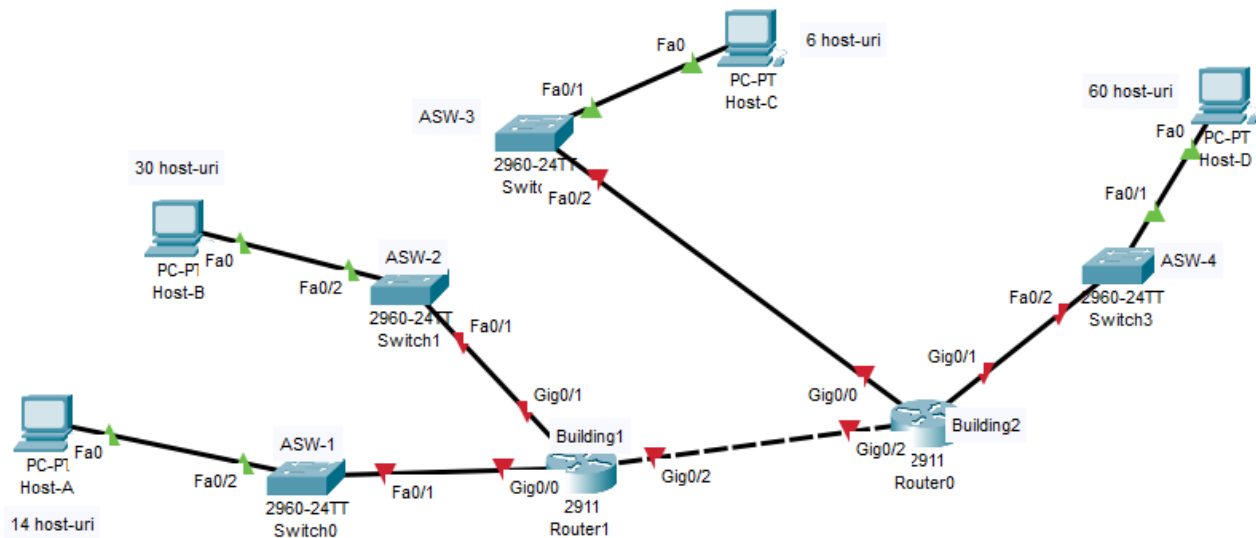 6 host-uri
Fa0
PC-PT
Host-C
Fa0/1
ASW-3
2960-24TT
Fa0/2
60 host-uri
Fa0
PC-PT
Host-D
Fa0/1
ASW-4
Fa0/2
2960-24TT
Switch3
30 host-uri
Fa0
PC-PT
Host-B
ASW-2
Fa0/2
2960-24TT
Switch1
Fa0/1
Gig0/1
Gig0/1
Gig0/0
Building2
Gig0/2
2911
Router0
Building1
Gig0/2
Gig0/0
2911
Router1
Fa0
Host-A
14 host-uri
ASW-1
Fa0/2
Fa0/1
2960-24TT
Switch0